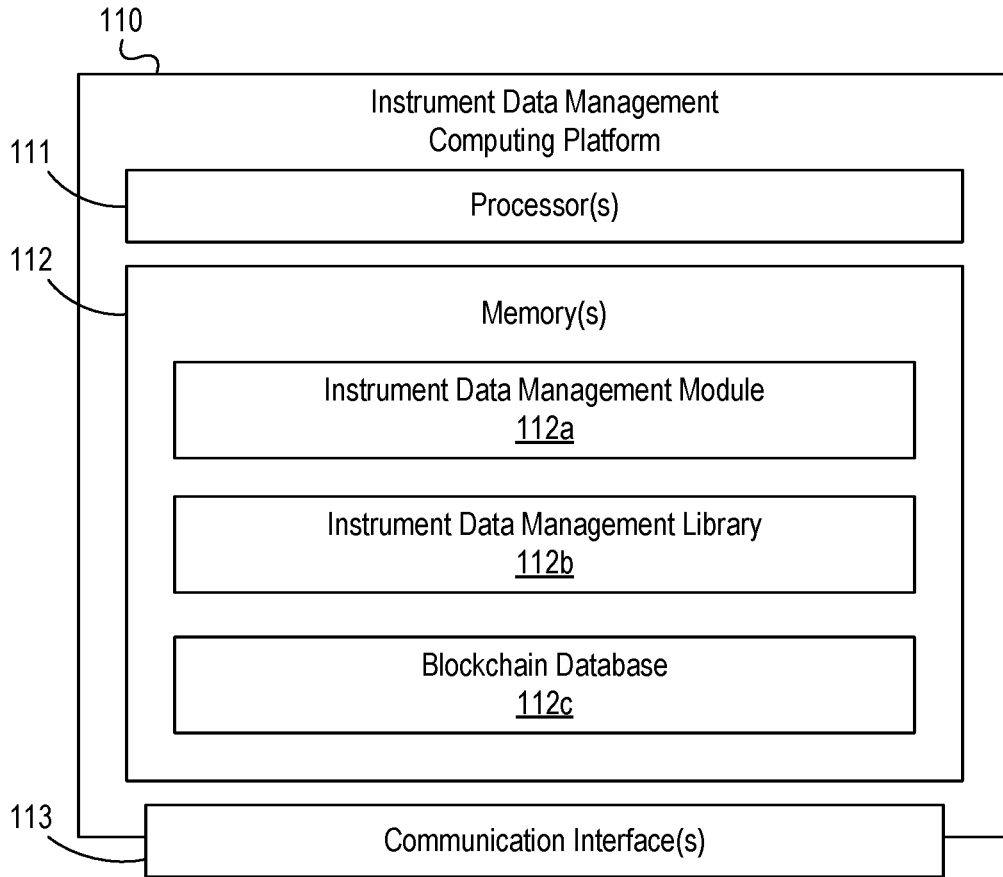 110
Instrument Data Management
Computing Platform
111
Processor(s)
112
Memory(s)
Instrument Data Management Module
112a
Instrument Data Management Library
112b
Blockchain Database
112c
113
Communication Interface(s)